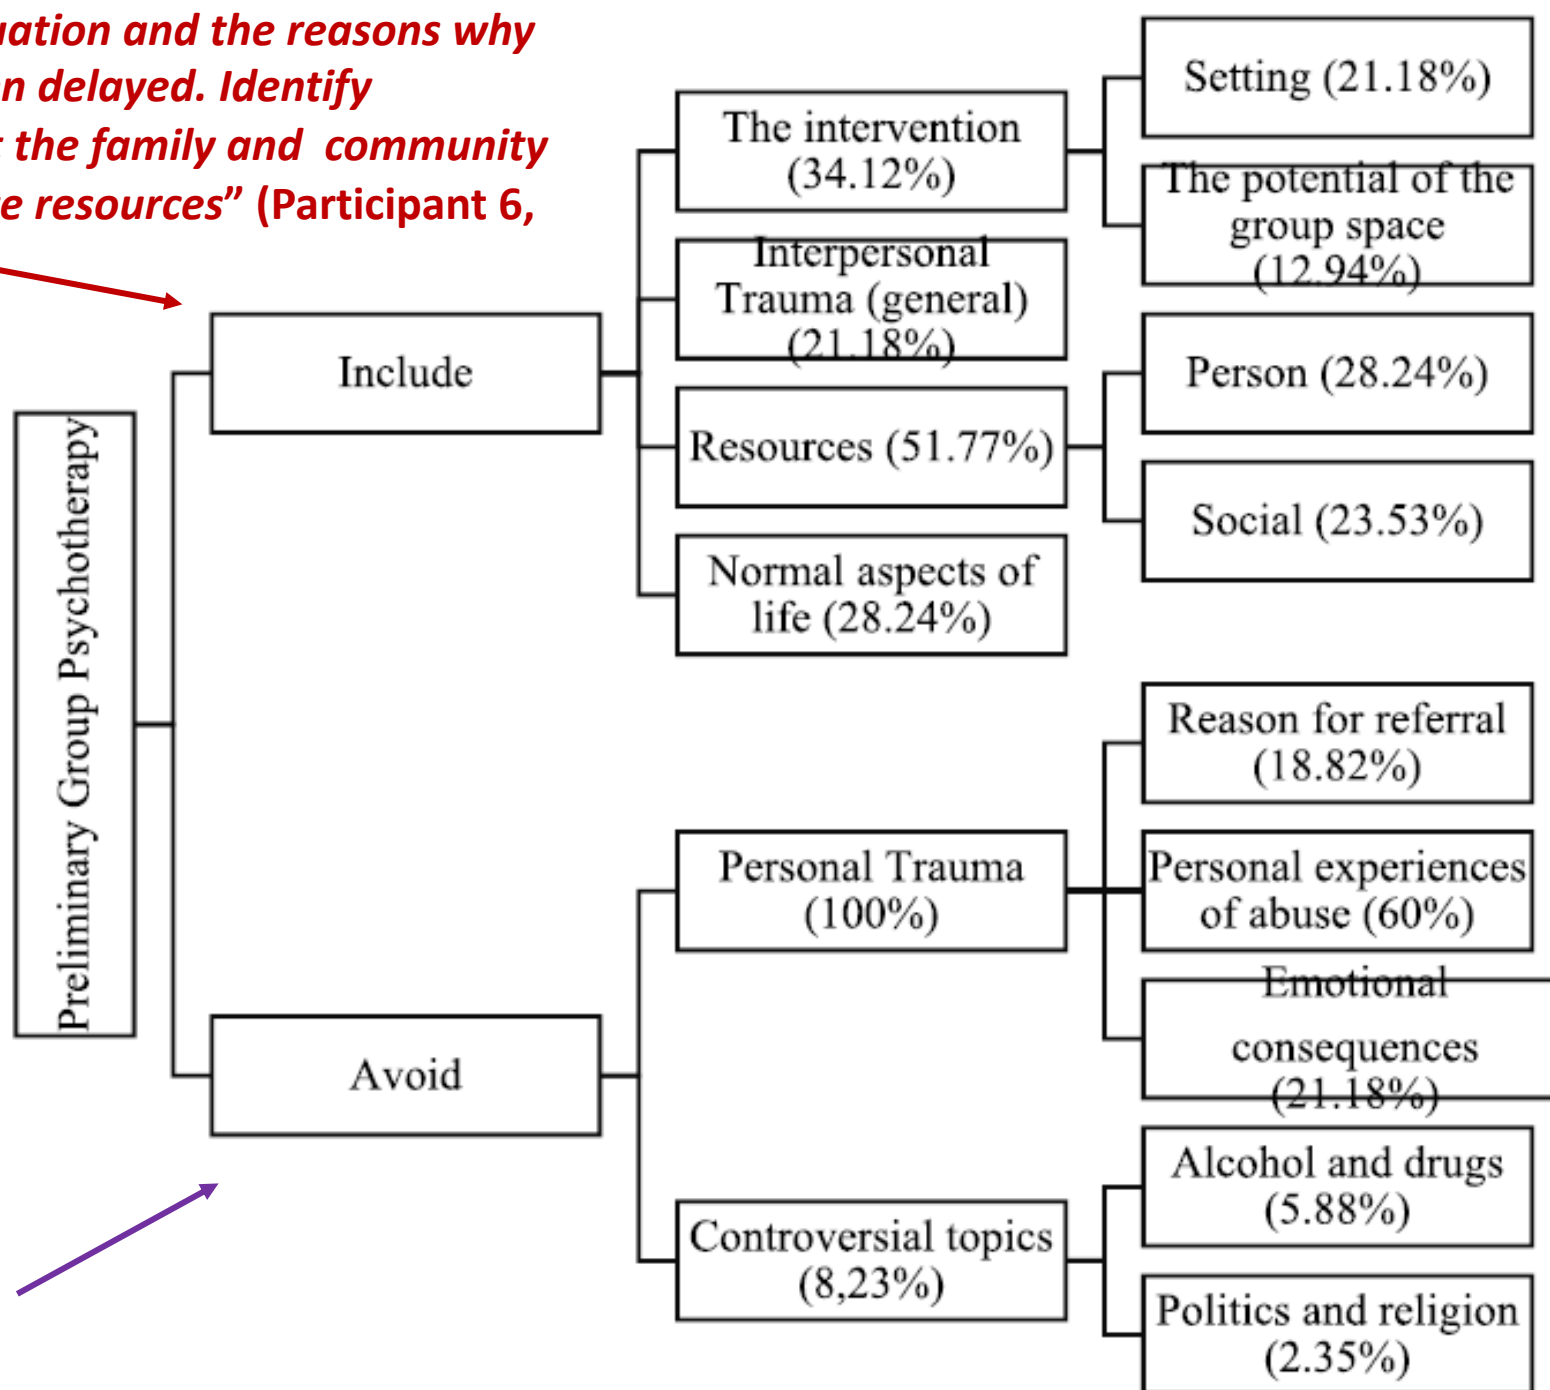 uation and the reasons why
n delayed. Identify
t the family and community
e resources" (Participant 6,
Preliminary Group Psychotherapy
Include
The intervention
(34.12%)
Setting (21.18%)
The potential of the
group space
(12.94%)
Interpersonal
Trauma (general)
(21.18%)
Resources (51.77%)
Person (28.24%)
Social (23.53%)
Normal aspects of
life (28.24%)
Avoid
Personal Trauma
(100%)
Reason for referral
(18.82%)
Personal experiences
of abuse (60%)
Emotional
consequences
(21.18%)
Controversial topics
(8,23%)
Alcohol and drugs
(5.88%)
Politics and religion
(2.35%)